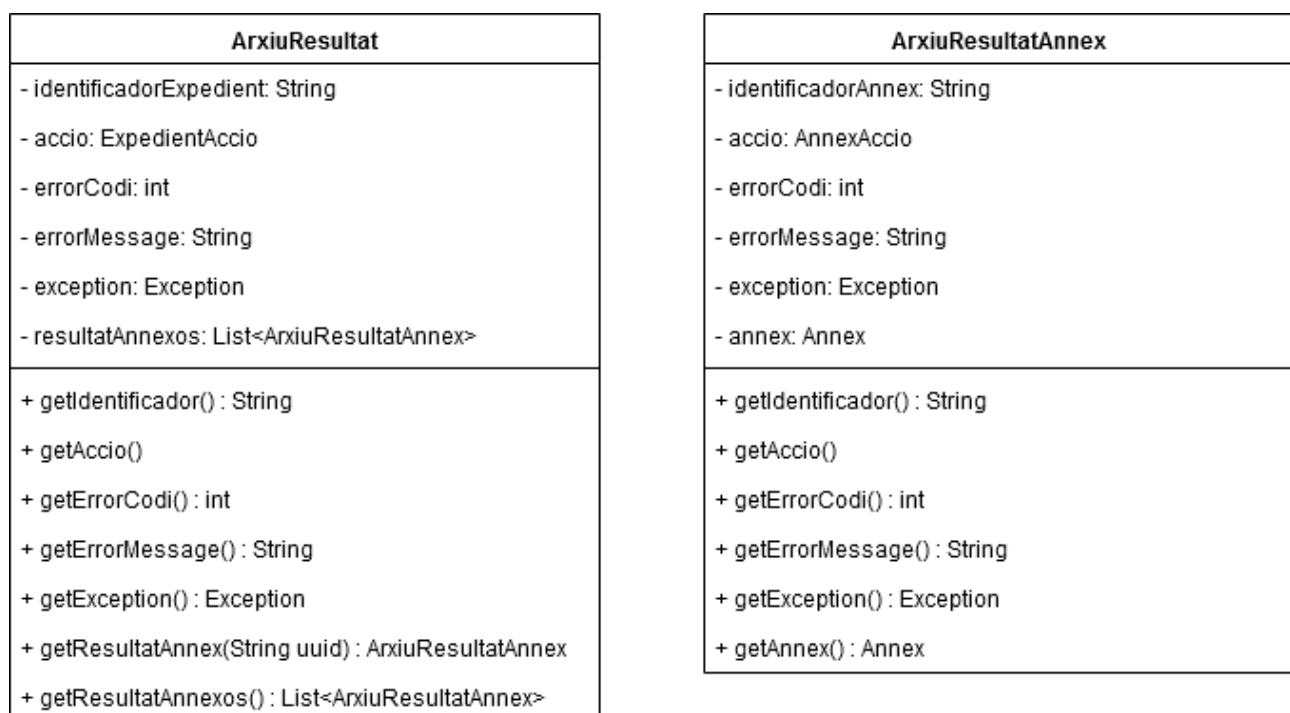 ArxiuResultat
- identificadorExpedient: String
- accio: ExpedientAccio
- errorCodi: int
- errorMessage: String
- exception: Exception
- resultatAnnexos: List<ArxiuResultatAnnex>
+ getIdentificador() : String
+ getAccio()
+ getErrorCodi() : int
+ getErrorMessage() : String
+ getException() : Exception
+ getResultatAnnex(String uuid) : ArxiuResultatAnnex
+ getResultatAnnexos() : List<ArxiuResultatAnnex>
ArxiuResultatAnnex
- identificadorAnnex: String
- accio: AnnexAccio
- errorCodi: int
- errorMessage: String
- exception: Exception
- annex: Annex
+ getIdentificador() : String
+ getAccio()
+ getErrorCodi() : int
+ getErrorMessage() : String
+ getException() : Exception
+ getAnnex() : Annex